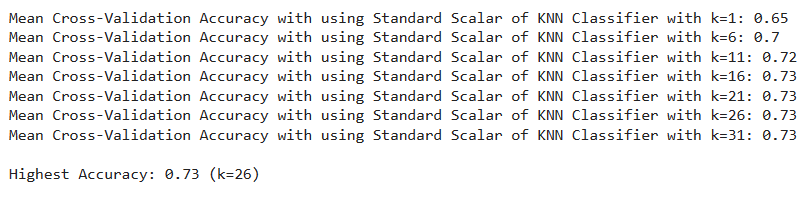 Mean Cross-Validation Accuracy with using Standard Scalar of KNN Classifier with k=1: 0.65
Mean Cross-Validation Accuracy with using Standard Scalar of KNN Classifier with k=6: 0.7
Mean Cross-Validation Accuracy with using Standard Scalar of KNN Classifier with k=11: 0.72
Mean Cross-Validation Accuracy with using Standard Scalar of KNN Classifier with k=16: 0.73
Mean Cross-Validation Accuracy with using Standard Scalar of KNN Classifier with k=21: 0.73
Mean Cross-Validation Accuracy with using Standard Scalar of KNN Classifier with k=26: 0.73
Mean Cross-Validation Accuracy with using Standard Scalar of KNN Classifier with k=31: 0.73
Highest Accuracy: 0.73 (k=26)